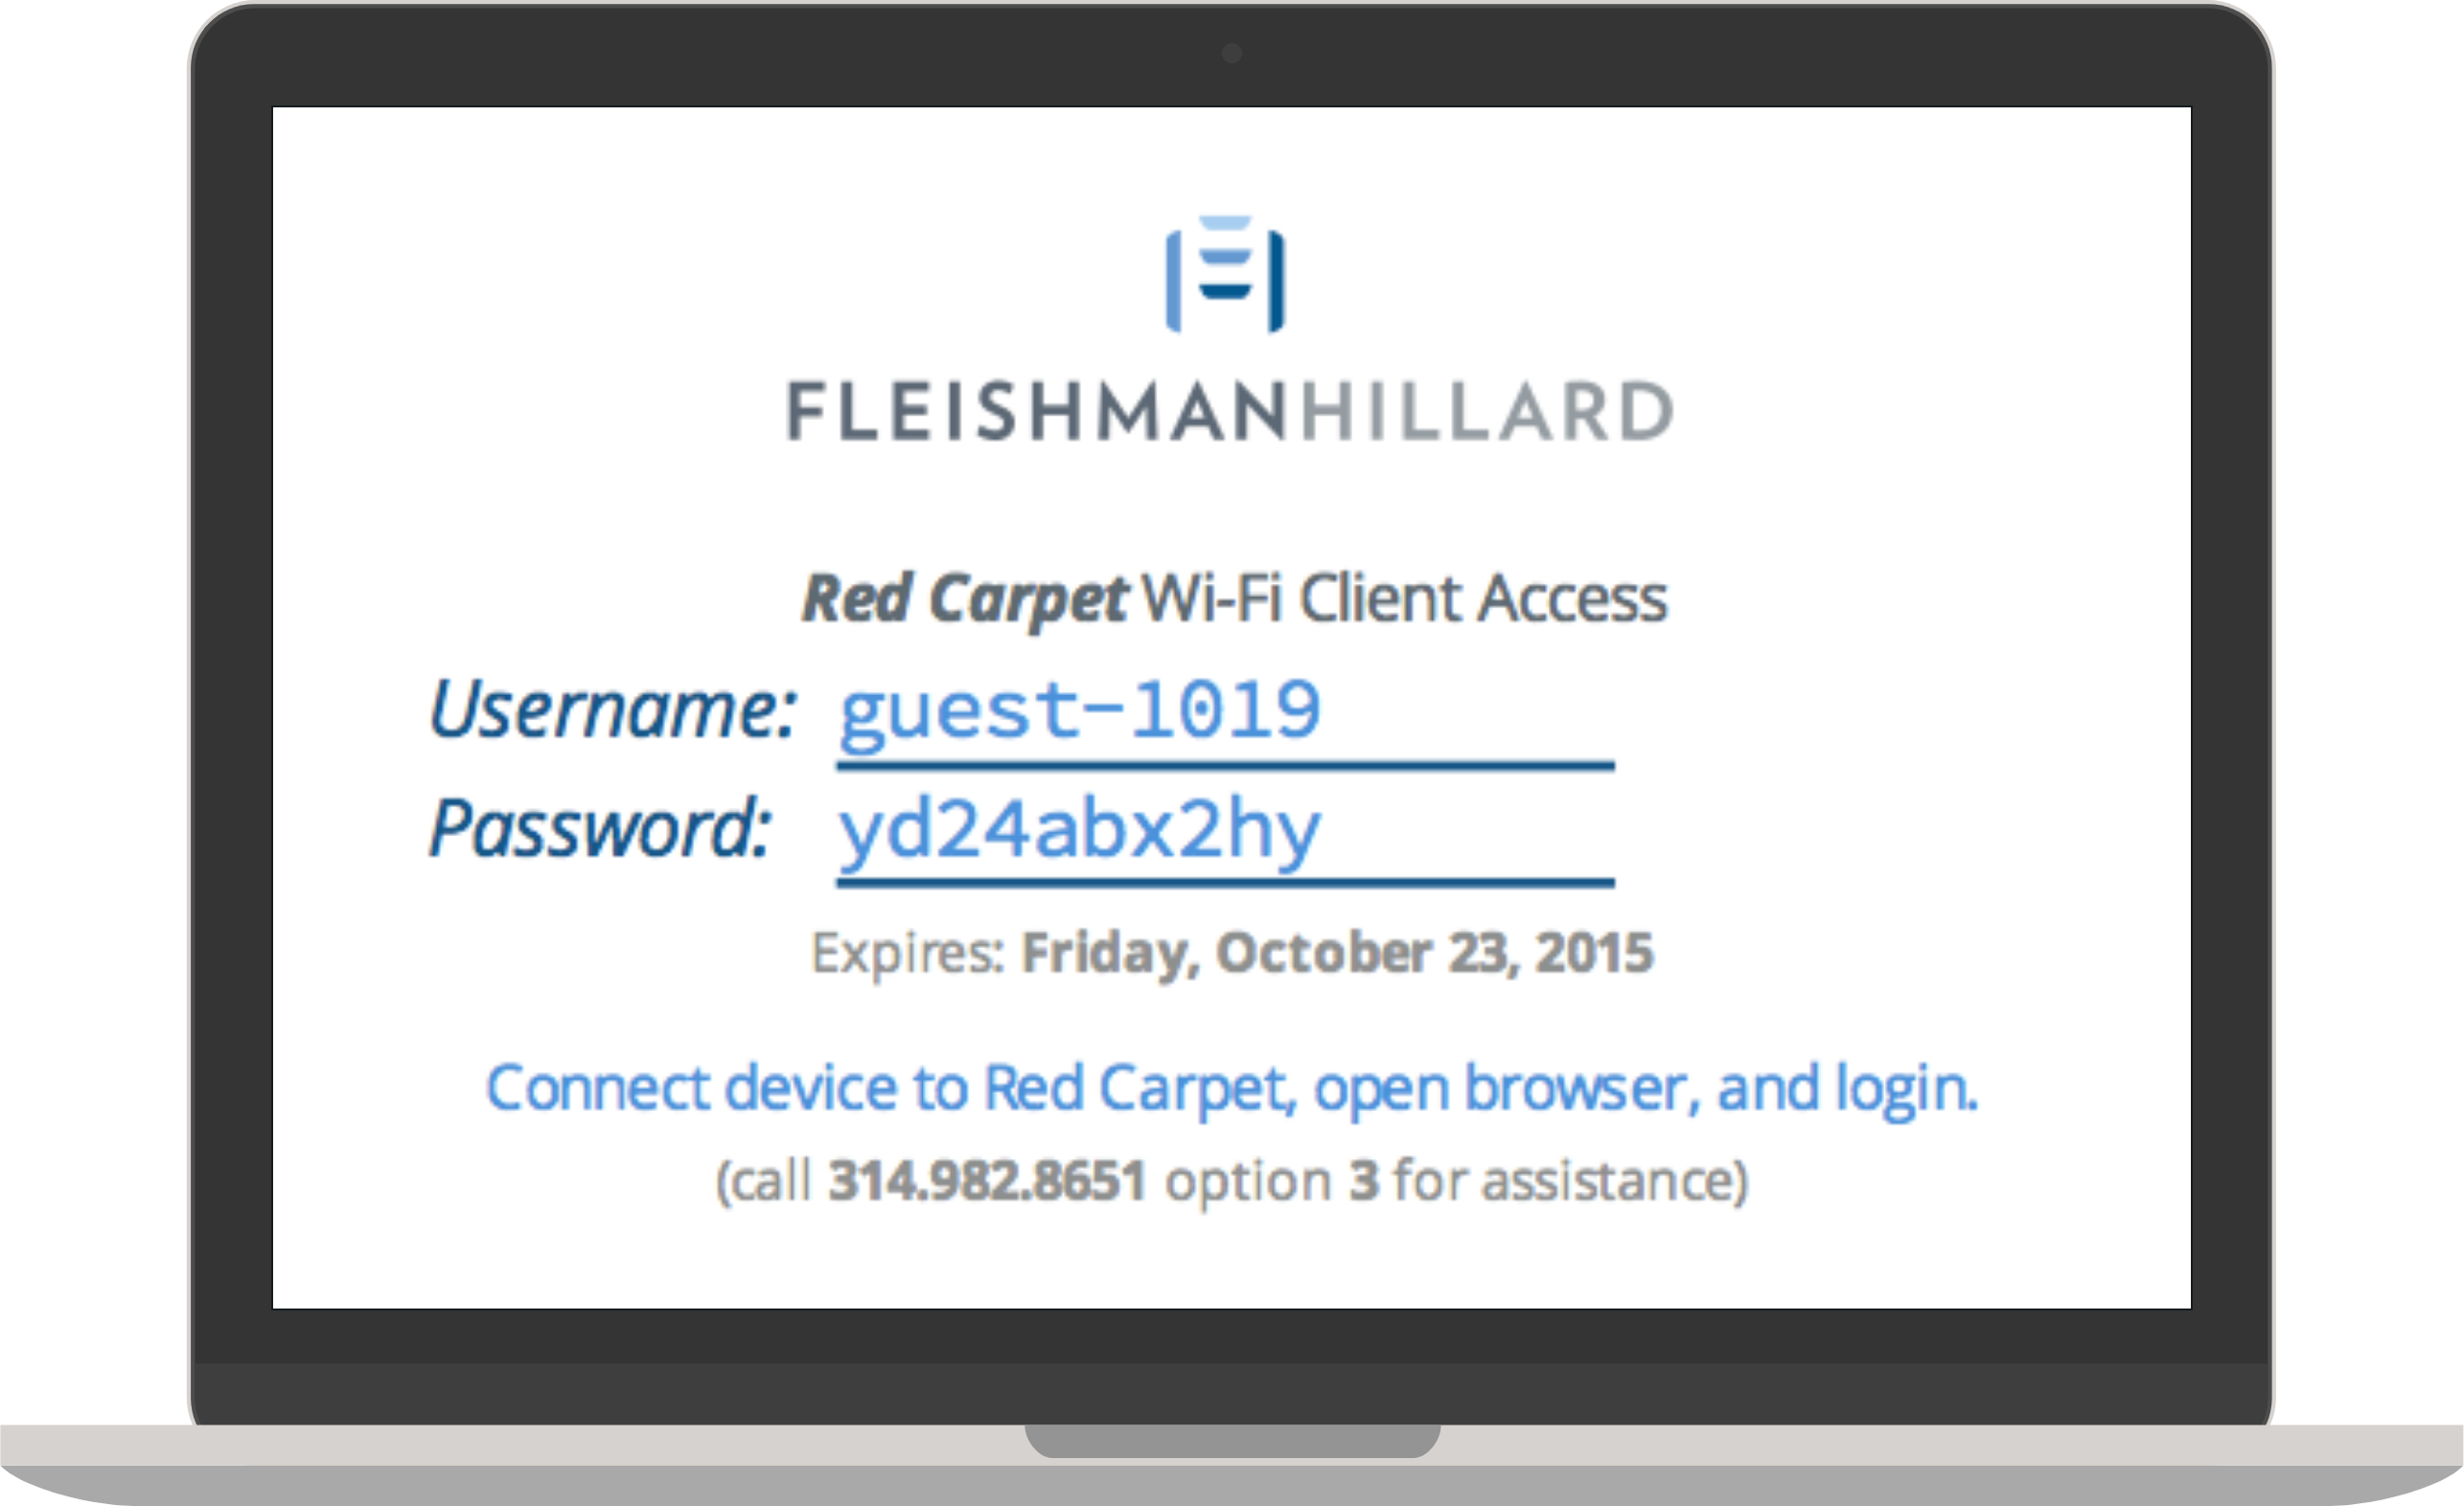 FLEISHMANHILLARD
Red Carpet Wi-Fi Client Access
Username: guest-1019
Password: yd24abx2hy
Expires: Friday, October 23, 2015
Connect device to Red Carpet, open browser, and login.
(call 314.982.8651 option 3 for assistance)